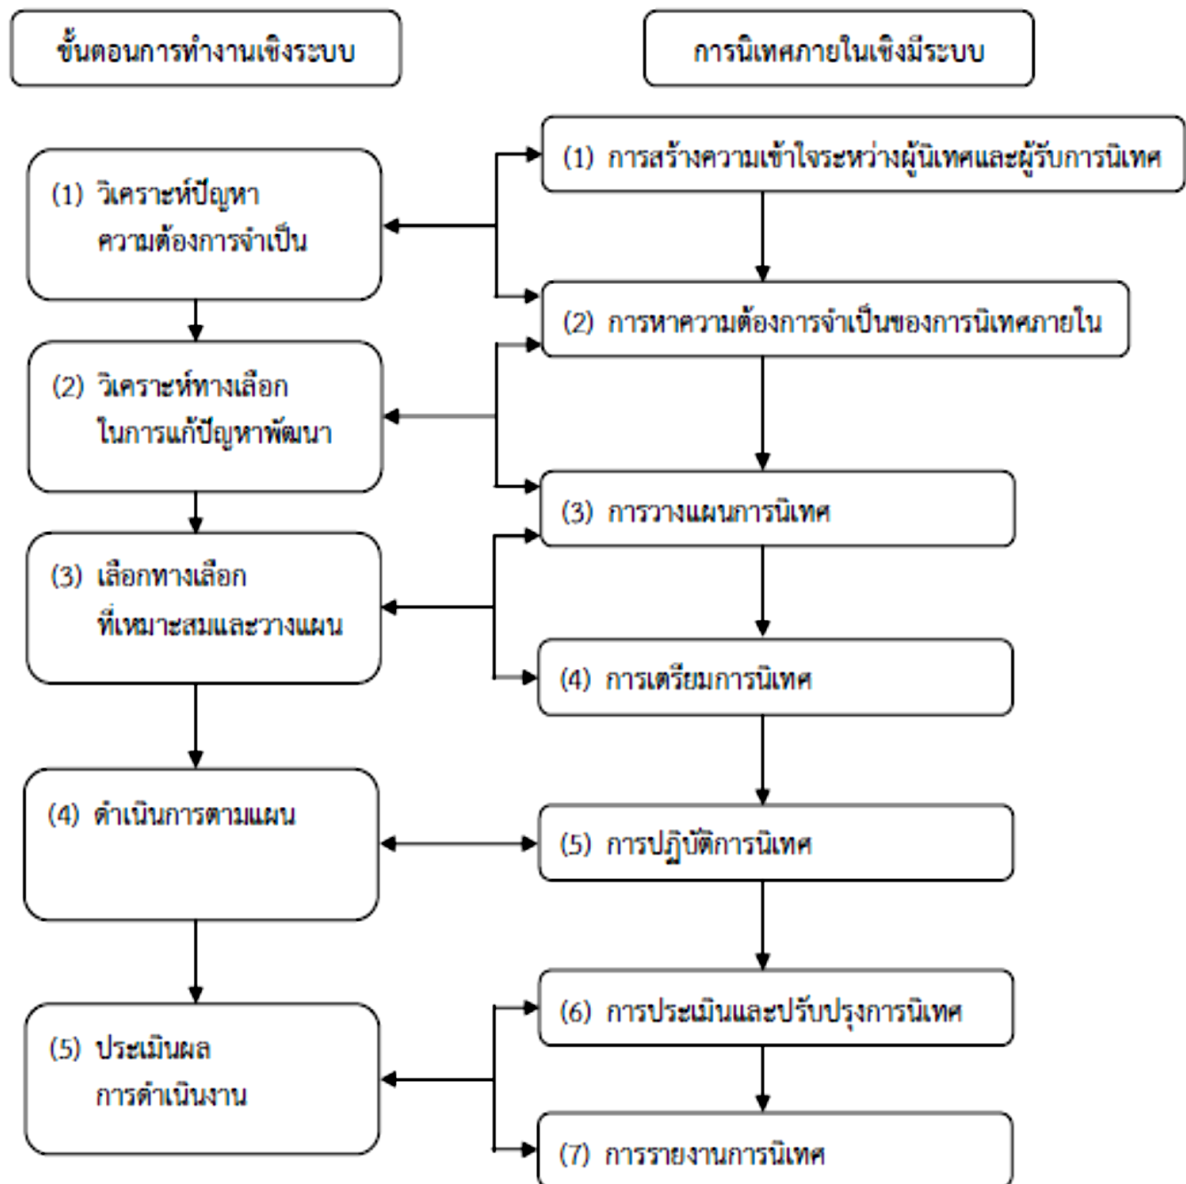 ขั้นตอนการทำงานเชิงระบบ
การนิเทศภายในเชิงมีระบบ
(1) วิเคราะห์ปัญหา
ความต้องการจำเป็น
(2) วิเคราะห์ทางเลือก
ในการแก้ปัญหาพัฒนา
(3) เลือกทางเลือก
ที่เหมาะสมและวางแผน
(4) ดำเนินการตามแผน
(5) ประเมินผล
การดำเนินงาน
(1) การสร้างความเข้าใจระหว่างผู้นิเทศและผู้รับการนิเทศ
(2) การหาความต้องการจำเป็นของการนิเทศภายใน
(3) การวางแผนการนิเทศ
(4) การเตรียมการนิเทศ
(5) การปฏิบัติการนิเทศ
(6) การประเมินและปรับปรุงการนิเทศ
(7) การรายงานการนิเทศ